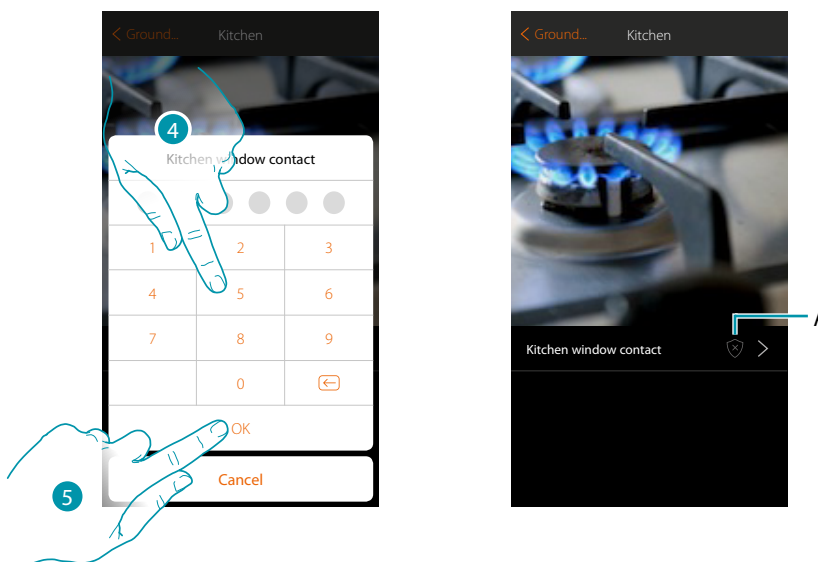 Ground... Kitchen
4
Kitchen window contact
1 2 3
4 5 6
7 8 9
0
OK
Cancel
5
Ground... Kitchen
Kitchen window contact
A